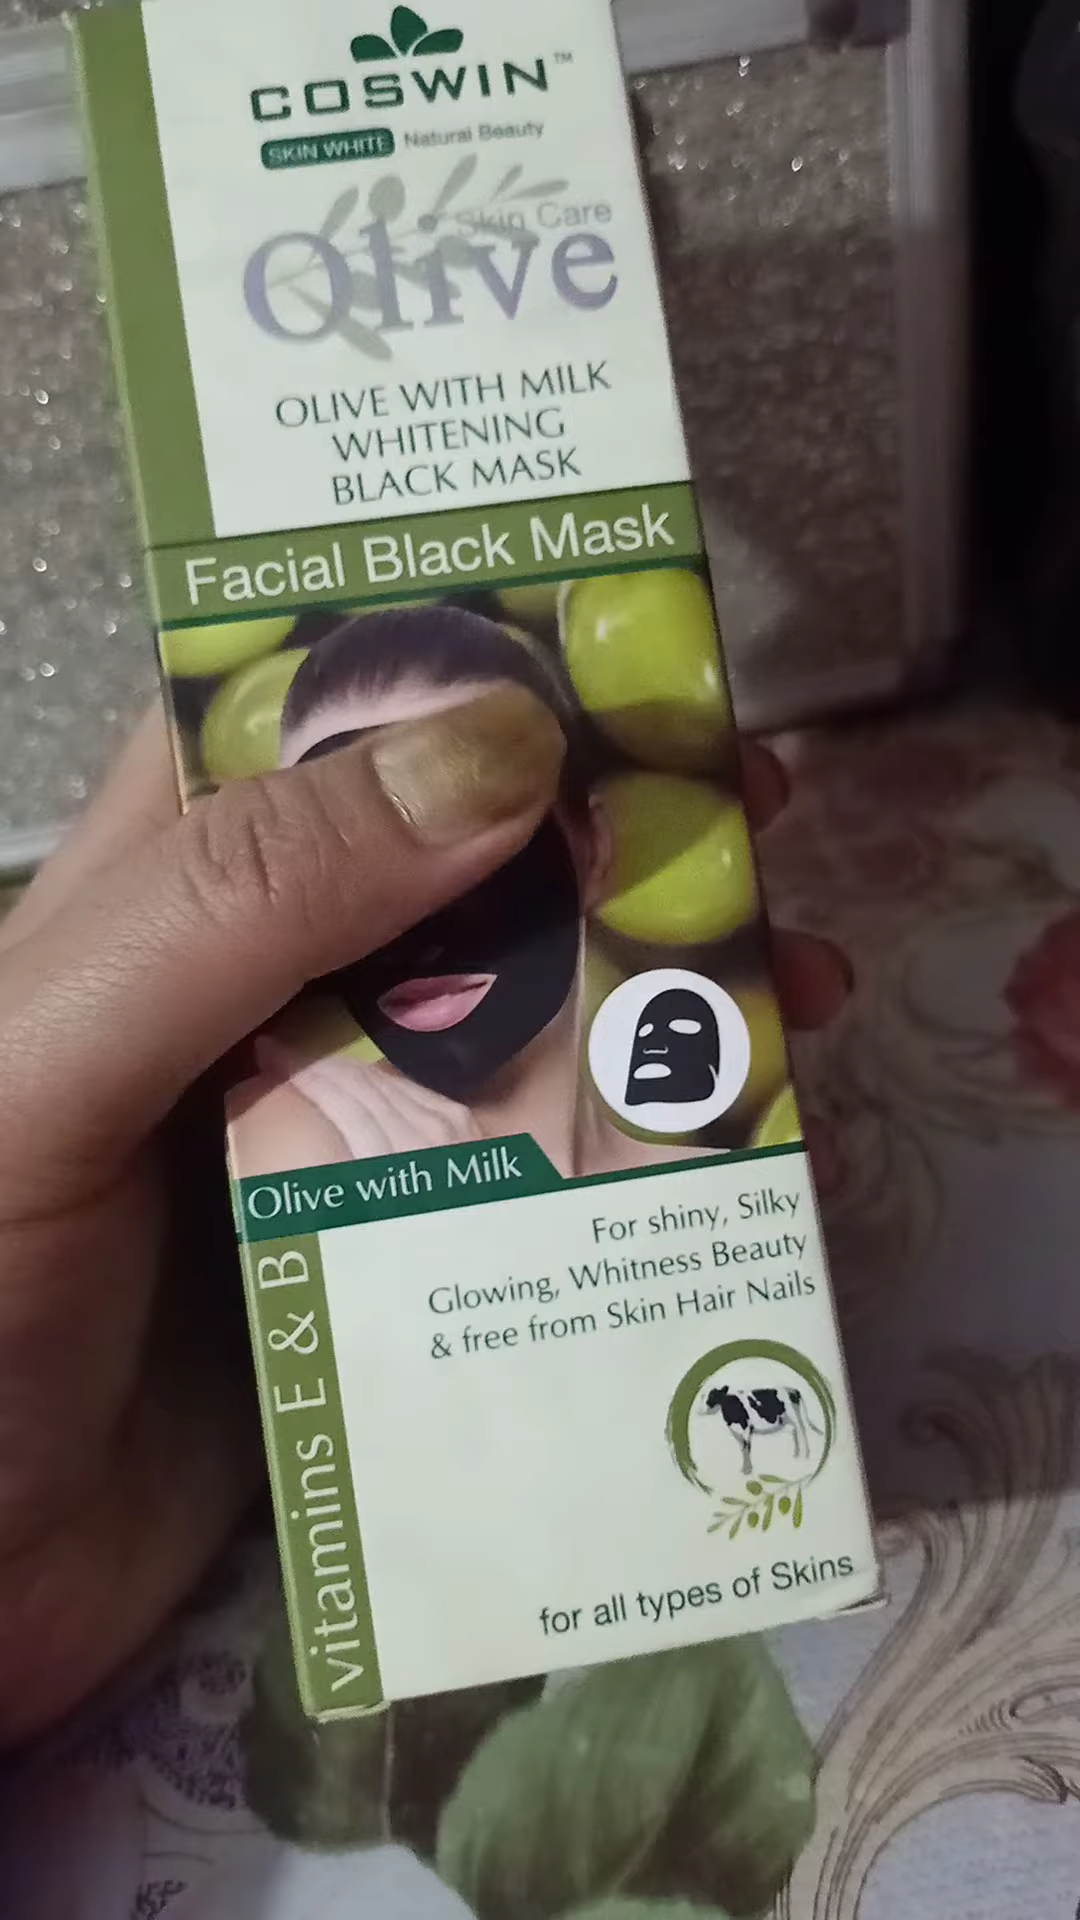 COSWIN™
SKIN WHITE Natural Beauty
Skin Care
Olive
OLIVE WITH MILK
WHITENING
BLACK MASK
Facial Black Mask
Olive with Milk
For shiny, Silky
Glowing, Whitness Beauty
& free from Skin Hair Nails
vitamins E & B
for all types of Skins